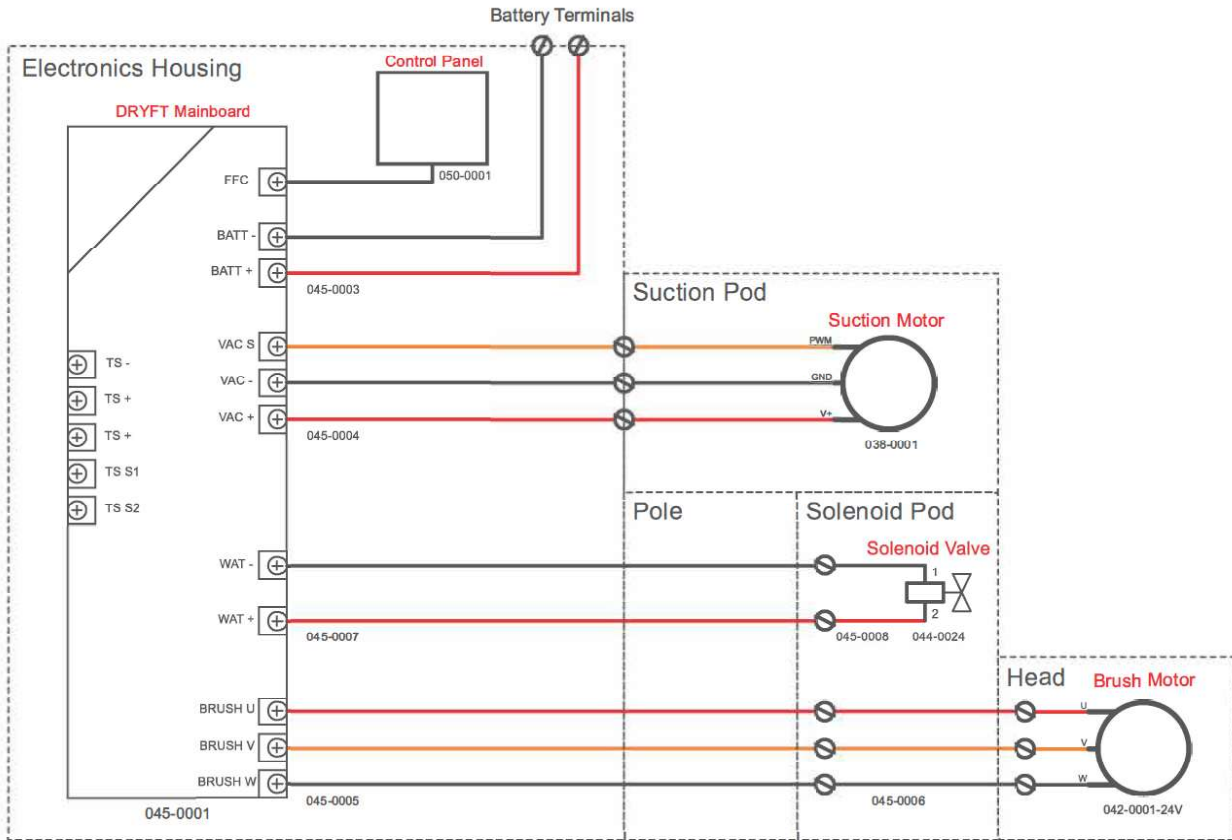 Battery Terminals
Electronics Housing
Control Panel
DRYFT Mainboard
FFC
050-0001
BATT -
BATT +
045-0003
Suction Pod
Suction Motor
VAC S
PWM
TS -
VAC -
GND
TS +
VAC +
V+
045-0004
038-0001
TS +
TS S1
TS S2
Pole
Solenoid Pod
Solenoid Valve
WAT -
1
WAT +
2
045-0007
045-0008
044-0024
Head
Brush Motor
BRUSH U
U
BRUSH V
V
BRUSH W
W
045-0005
045-0006
042-0001-24V
045-0001